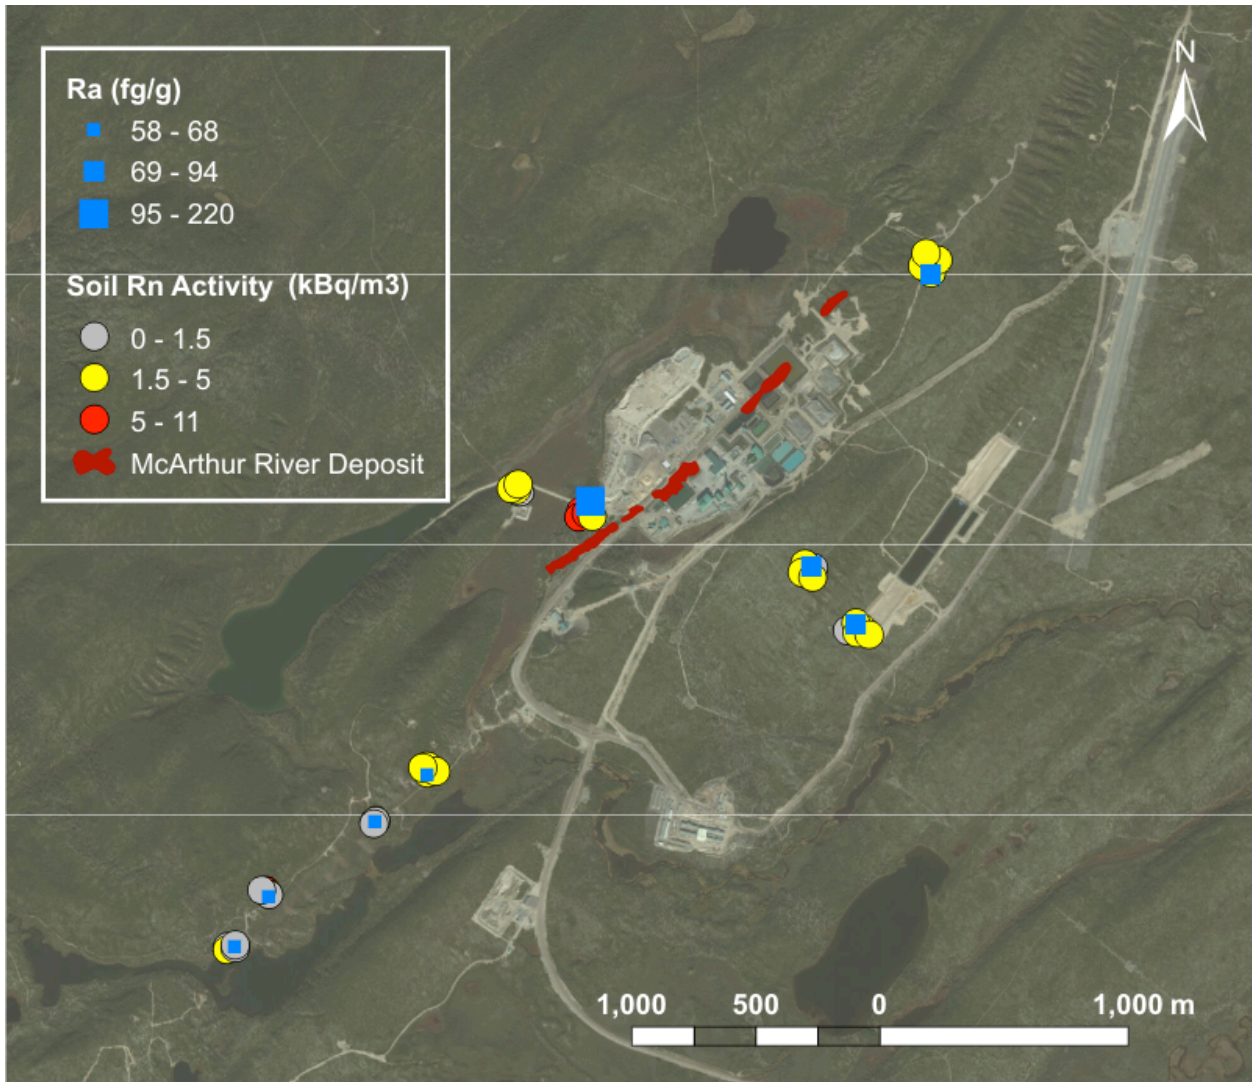 Ra (fg/g)
58 - 68
69 - 94
95 - 220
Soil Rn Activity (kBq/m3)
0 - 1.5
1.5 - 5
5 - 11
McArthur River Deposit
N
1,000 500 0 1,000 m